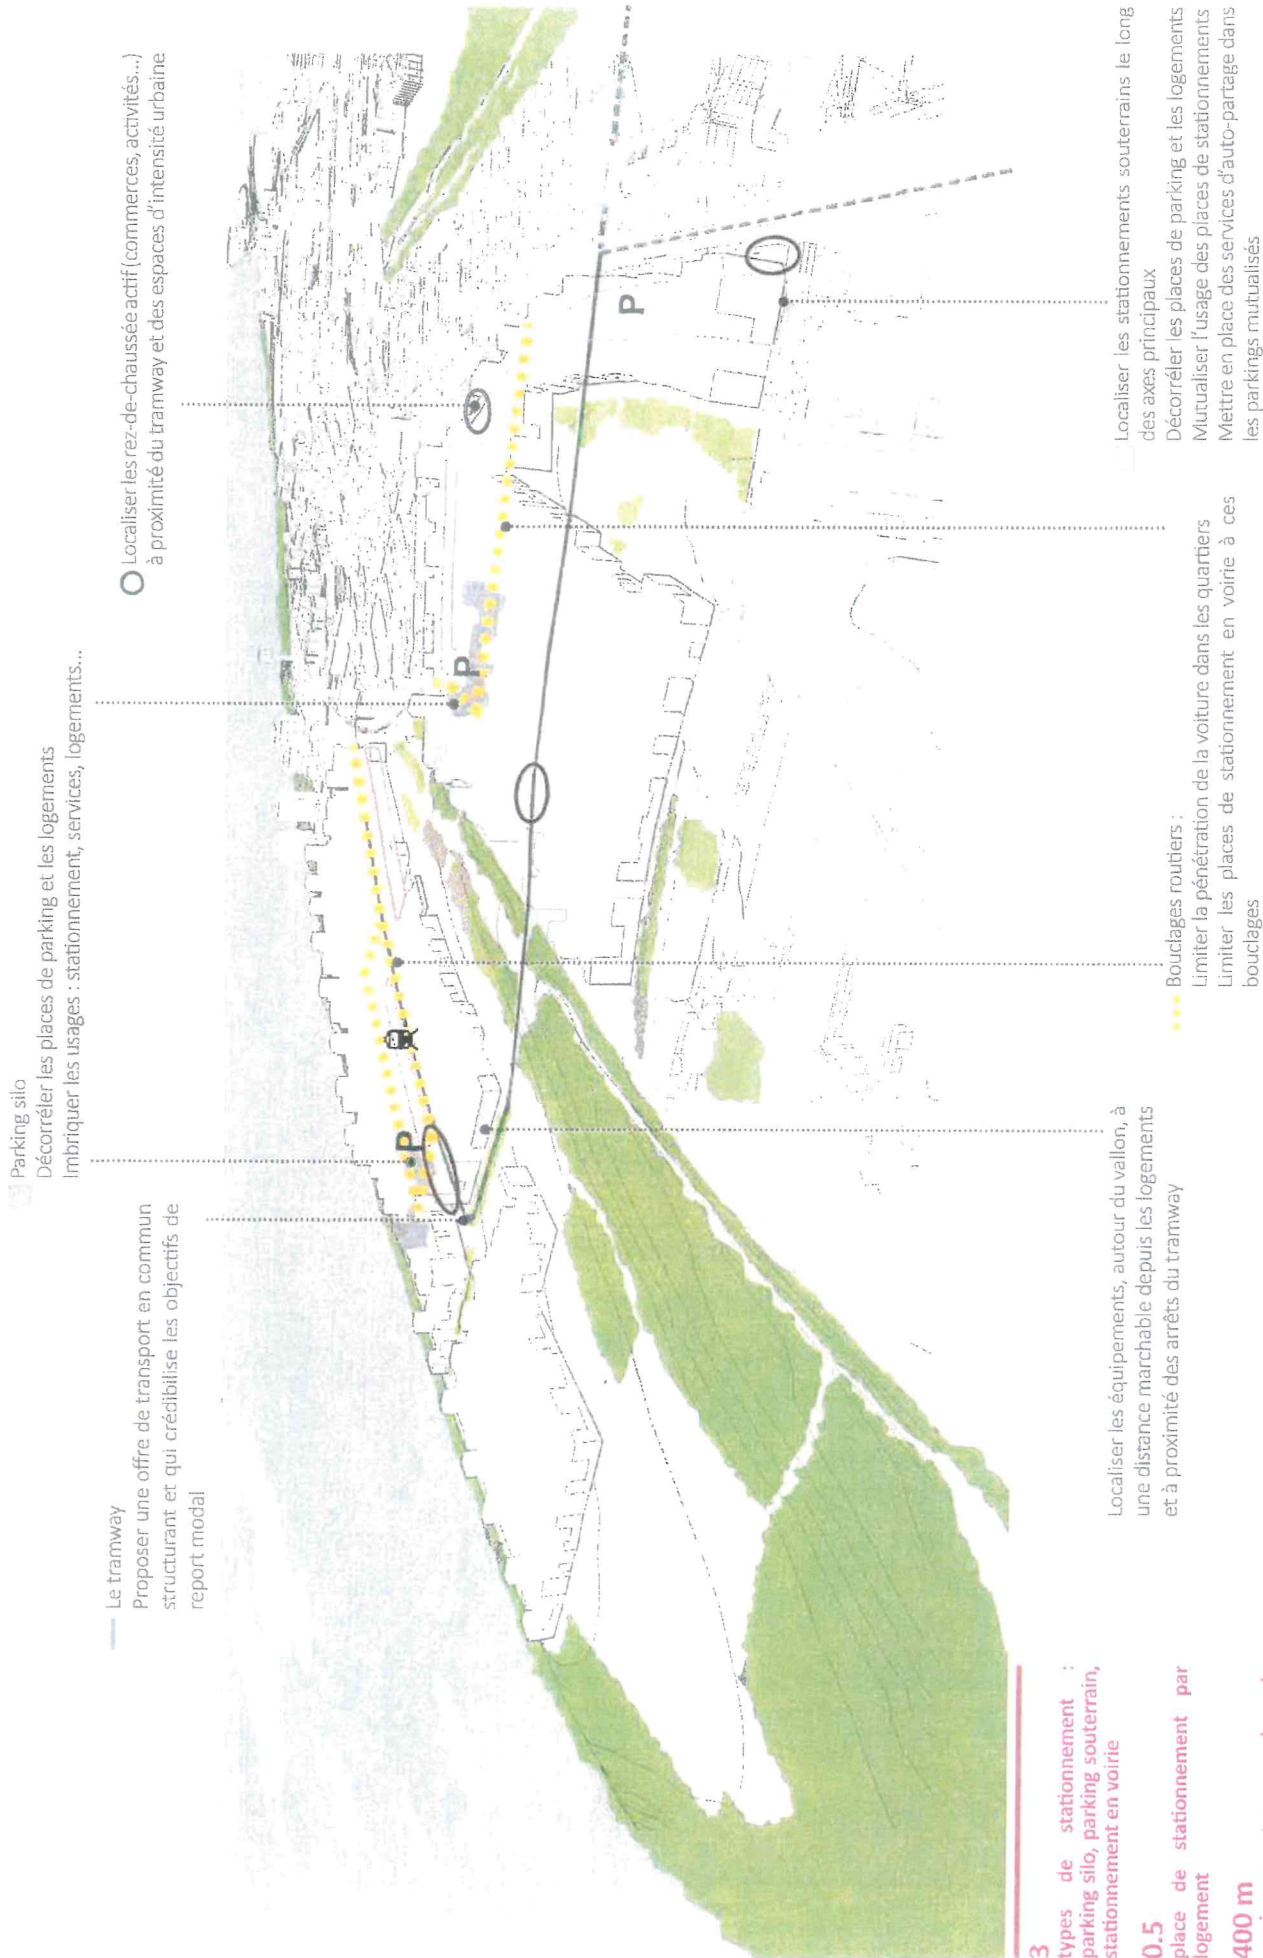 Le tramway
Proposer une offre de transport en commun
structurant et qui crédibilise les objectifs de
report modal
Parking silo
Décorréler les places de parking et les logements
Imbriquer les usages : stationnement, services, logements...
Localiser les rez-de-chaussée actif (commerces, activités...)
à proximité du tramway et des espaces d'intensité urbaine
P
P
P
3
types de stationnement :
parking silo, parking souterrain,
stationnement en voirie
0.5
place de stationnement par
logement
400 m
Localiser les équipements, autour du vallon, à
une distance marchable depuis les logements
et à proximité des arrêts du tramway
Bouclages routiers :
Limiter la pénétration de la voiture dans les quartiers
Limiter les places de stationnement en voirie à ces
bouclages
Localiser les stationnements souterrains le long
des axes principaux
Décorréler les places de parking et les logements
Mutualiser l'usage des places de stationnements
Mettre en place des services d'auto-partage dans
les parkings mutualisés